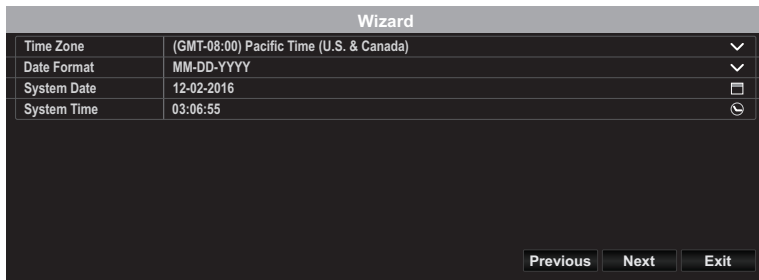 Wizard
Time Zone (GMT-08:00) Pacific Time (U.S. & Canada)
Date Format MM-DD-YYYY
System Date 12-02-2016
System Time 03:06:55
Previous Next Exit